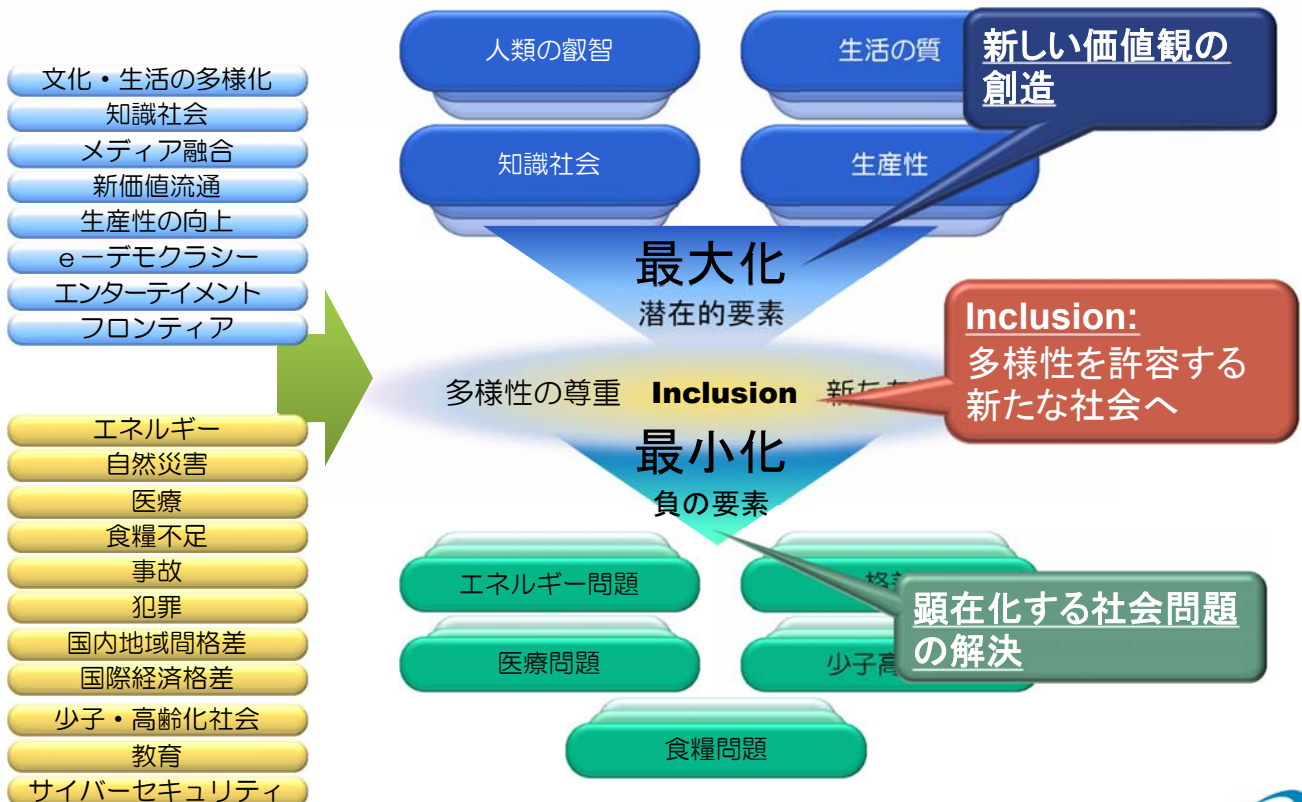 文化・生活の多様化
知識社会
メディア融合
新価値流通
生産性の向上
e－デモクラシー
エンターテイメント
フロンティア
エネルギー
自然災害
医療
食糧不足
事故
犯罪
国内地域間格差
国際経済格差
少子・高齢化社会
教育
サイバーセキュリティ
人類の叡智
生活の質
知識社会
生産性
新しい価値観の
創造
最大化
潜在的要素
多様性の尊重 Inclusion 新たな
Inclusion:
多様性を許容する
新たな社会へ
最小化
負の要素
エネルギー問題
医療問題
少子高
食糧問題
顕在化する社会問題
の解決